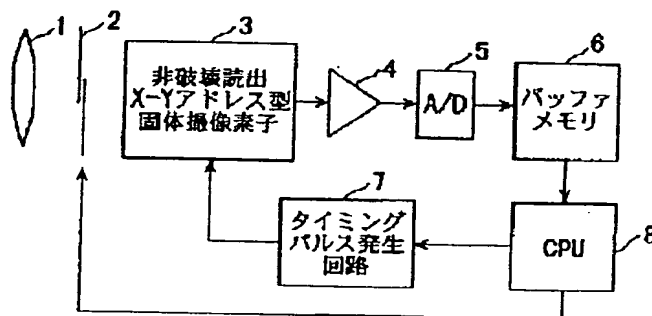 1
2
3
非破壊読出
X-Yアドレス型
固体撮像素子
4
5
A/D
6
バッファ
メモリ
7
タイミング
パルス発生
回路
CPU
8